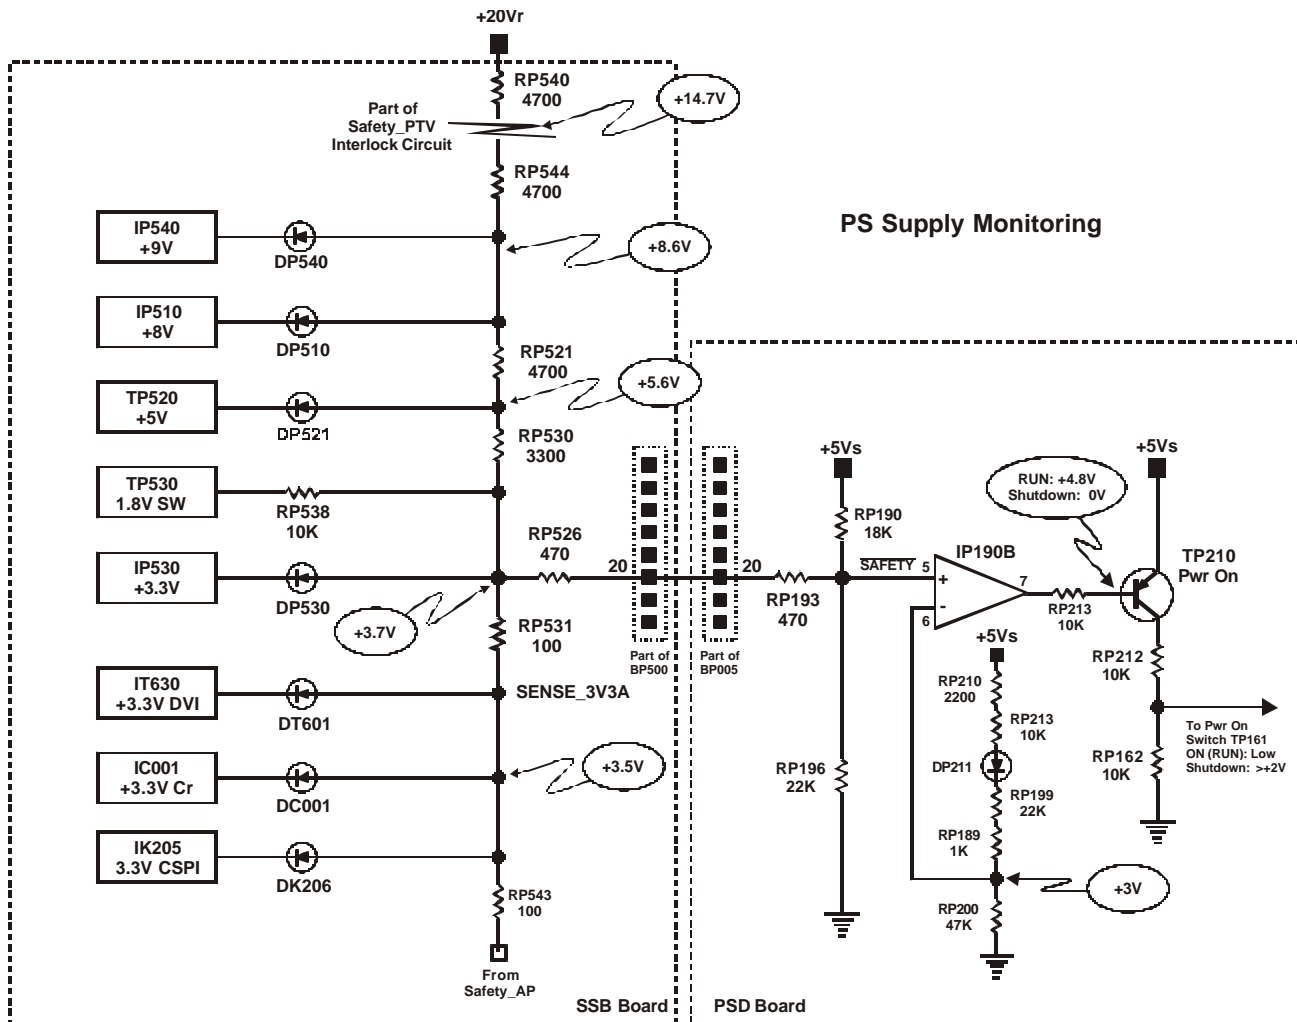 +20Vr
RP540
4700
+14.7V
Part of
Safety_PTV
Interlock Circuit
RP544
4700
PS Supply Monitoring
IP540
+9V
DP540
+8.6V
IP510
+8V
DP510
RP521
4700
+5.6V
TP520
+5V
DP521
RP530
3300
TP530
1.8V SW
RP538
10K
RP526
470
IP530
+3.3V
DP530
+3.7V
20
20
Part of
BP500
Part of
BP005
RP531
100
IT630
+3.3V DVI
DT601
SENSE_3V3A
IC001
+3.3V Cr
DC001
+3.5V
IK205
3.3V CSPI
DK206
RP543
100
From
Safety_AP
SSB Board
PSD Board
+5Vs
RP190
18K
RP193
470
SAFETY
5
+
6
-
IP190B
7
RP196
22K
RUN: +4.8V
Shutdown: 0V
+5Vs
TP210
Pwr On
RP213
10K
+5Vs
RP210
2200
RP213
10K
DP211
RP199
22K
RP189
1K
+3V
RP200
47K
RP212
10K
To Pwr On
Switch TP161
ON (RUN): Low
Shutdown: >+2V
RP162
10K